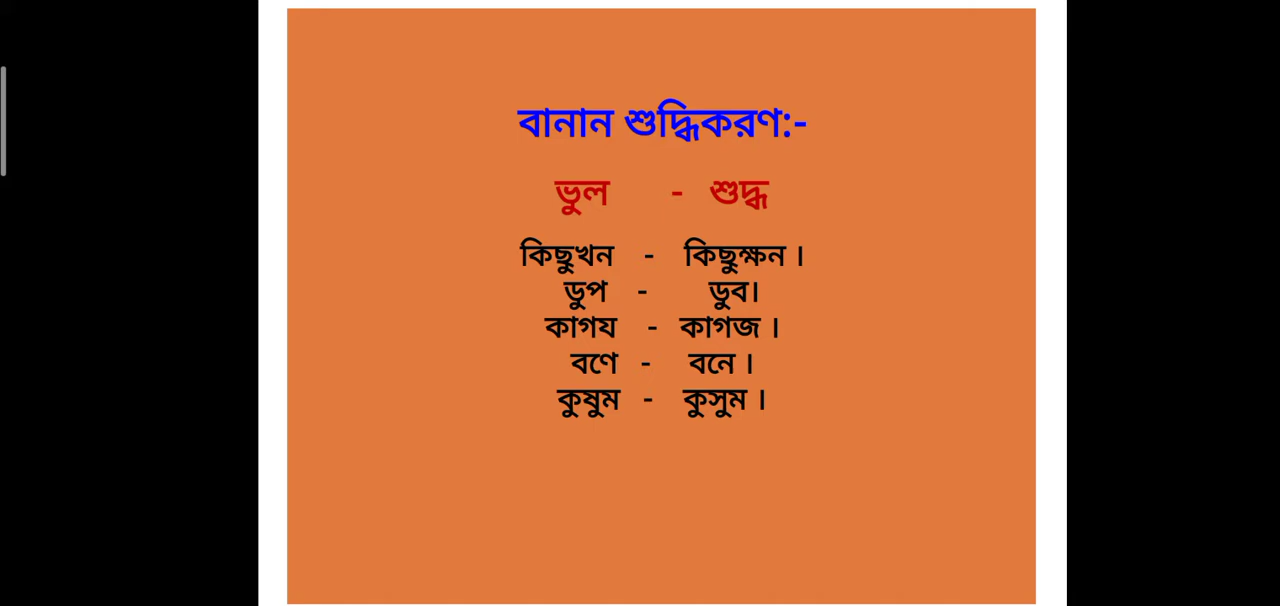 বানান শুদ্ধিকরণ:-
ভুল - শুদ্ধ
কিছুখন - কিছুক্ষন ।
ডুপ - ডুব।
কাগয - কাগজ ।
বণে - বনে ।
কুষুম - কুসুম ।